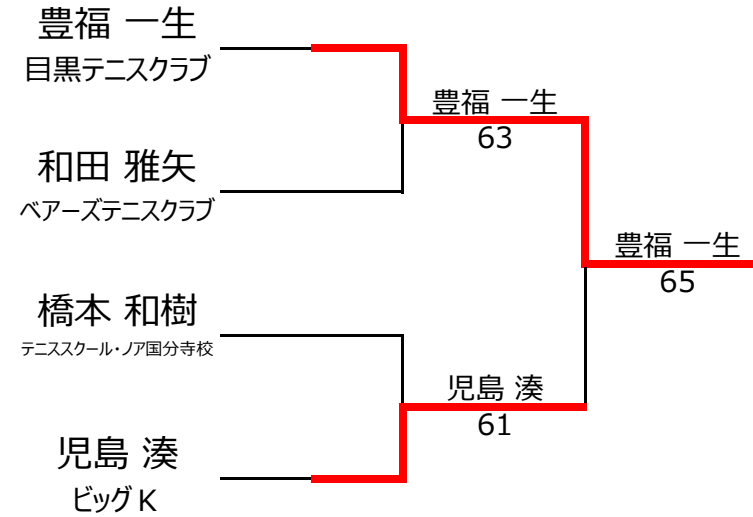 豊福 一生
目黒テニスクラブ
豊福 一生
63
和田 雅矢
ベアーズテニスクラブ
豊福 一生
65
橋本 和樹
テニススクール・ノア国分寺校
児島 湊
61
児島 湊
ビッグK